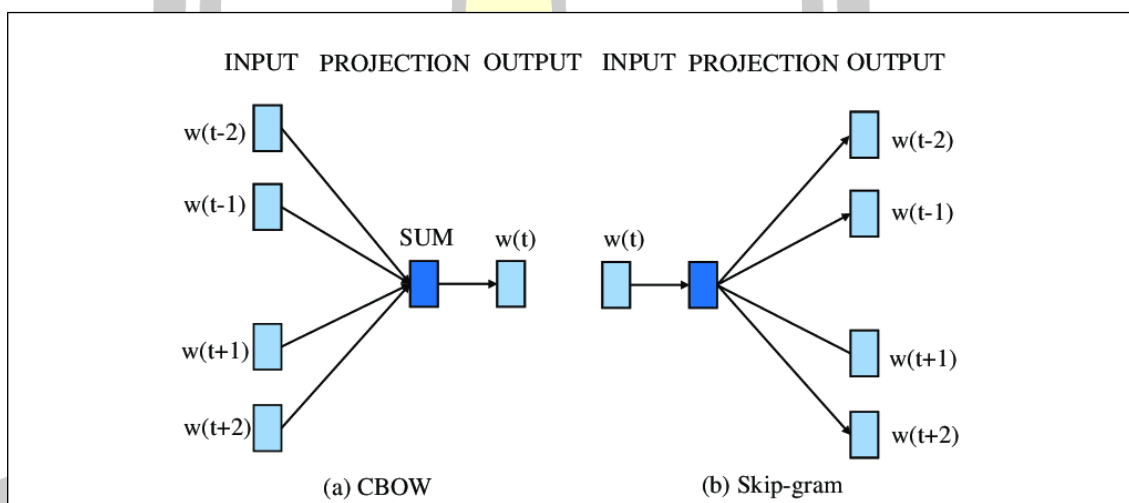 INPUT PROJECTION OUTPUT INPUT PROJECTION OUTPUT
w(t-2)
w(t-1)
SUM
w(t)
w(t+1)
w(t+2)
(a) CBOW
w(t)
w(t-2)
w(t-1)
w(t+1)
w(t+2)
(b) Skip-gram